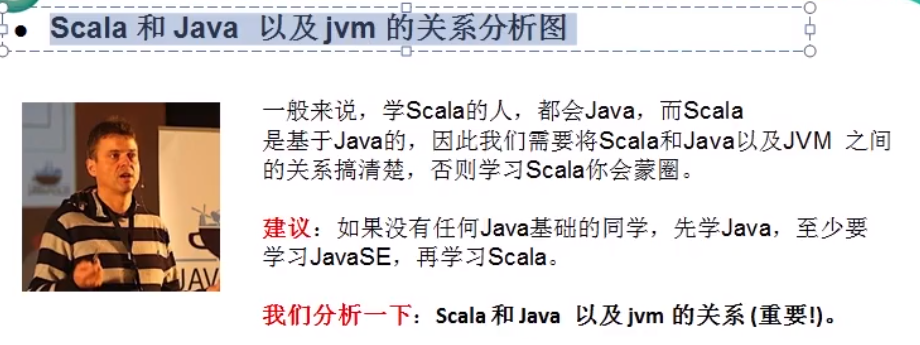 ● Scala 和 Java 以及 jvm 的关系分析图
一般来说，学Scala的人，都会Java，而Scala
是基于Java的，因此我们需要将Scala和Java以及JVM 之间
的关系搞清楚，否则学习Scala你会蒙圈。
建议：如果没有任何Java基础的同学，先学Java，至少要
学习JavaSE，再学习Scala。
我们分析一下：Scala 和 Java 以及 jvm 的关系 (重要!)。
JAV